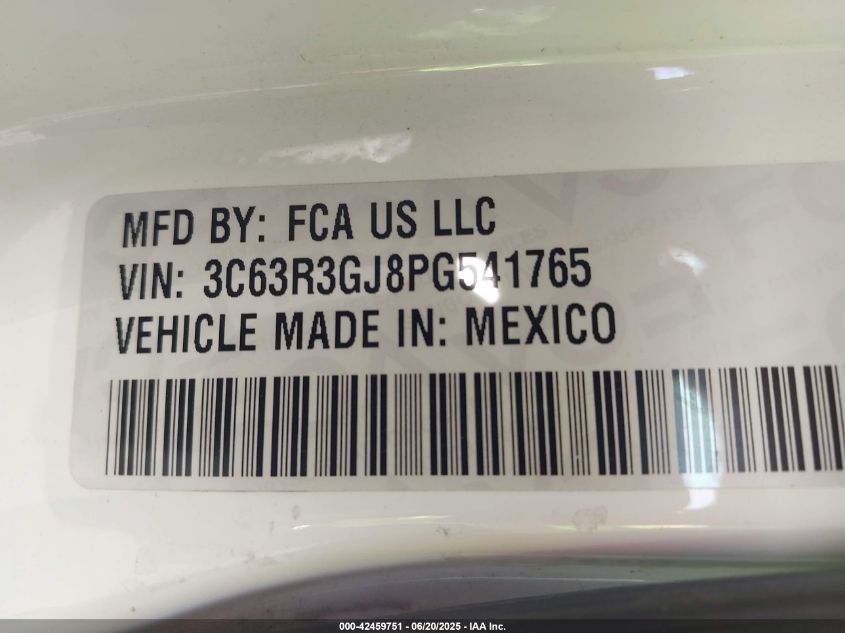 MFD BY: FCA US LLC
VIN: 3C63R3GJ8PG541765
VEHICLE MADE IN: MEXICO
000-42459751 - 06/20/2025 - IAA Inc.